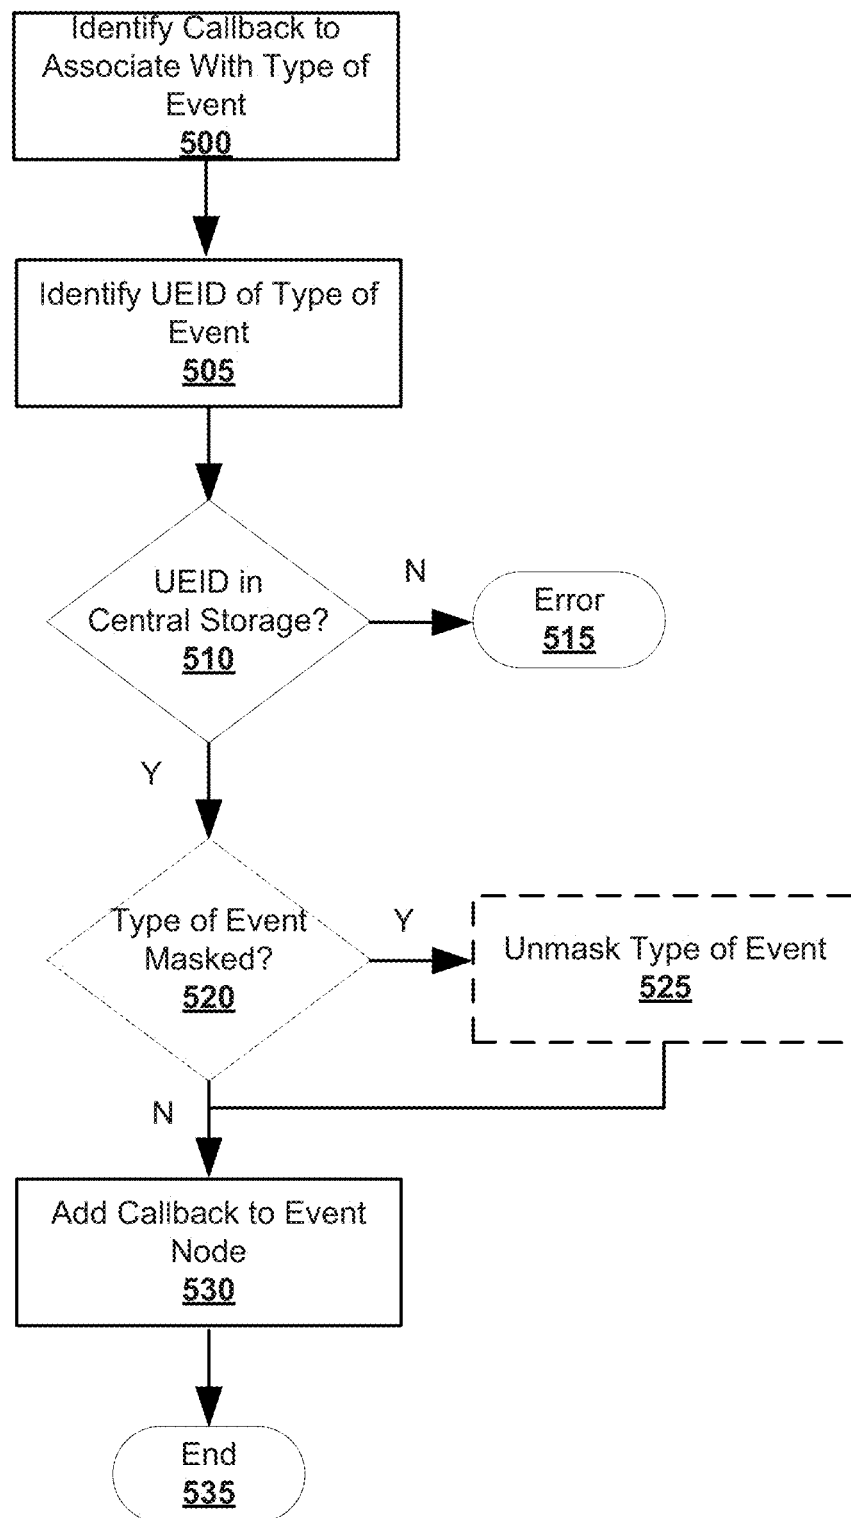 Identify Callback to
Associate With Type of
Event
500
Identify UEID of Type of
Event
505
UEID in
Central Storage?
510
N
Error
515
Y
Type of Event
Masked?
520
Y
Unmask Type of Event
525
N
Add Callback to Event
Node
530
End
535